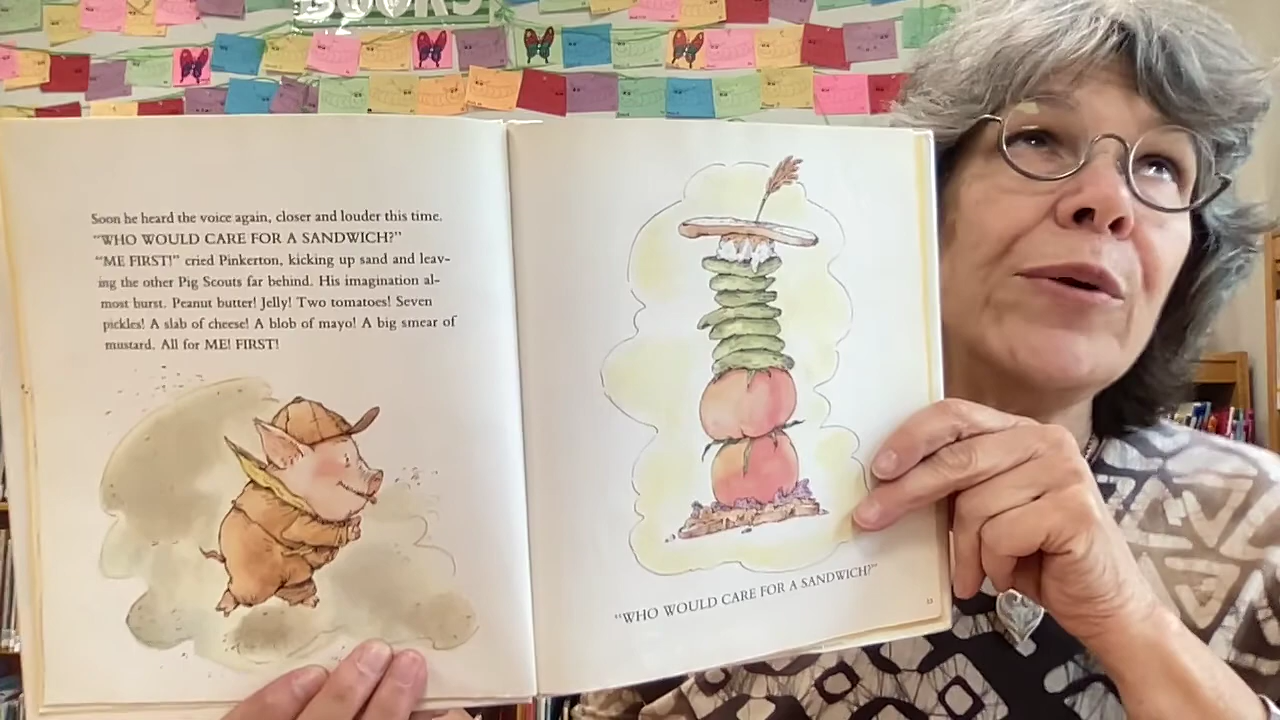 BOOKS
Soon he heard the voice again, closer and louder this time.
"WHO WOULD CARE FOR A SANDWICH?"
"ME FIRST!" cried Pinkerton, kicking up sand and leav-
ing the other Pig Scouts far behind. His imagination al-
most burst. Peanut butter! Jelly! Two tomatoes! Seven
pickles! A slab of cheese! A blob of mayo! A big smear of
mustard. All for ME! FIRST!
"WHO WOULD CARE FOR A SANDWICH?"